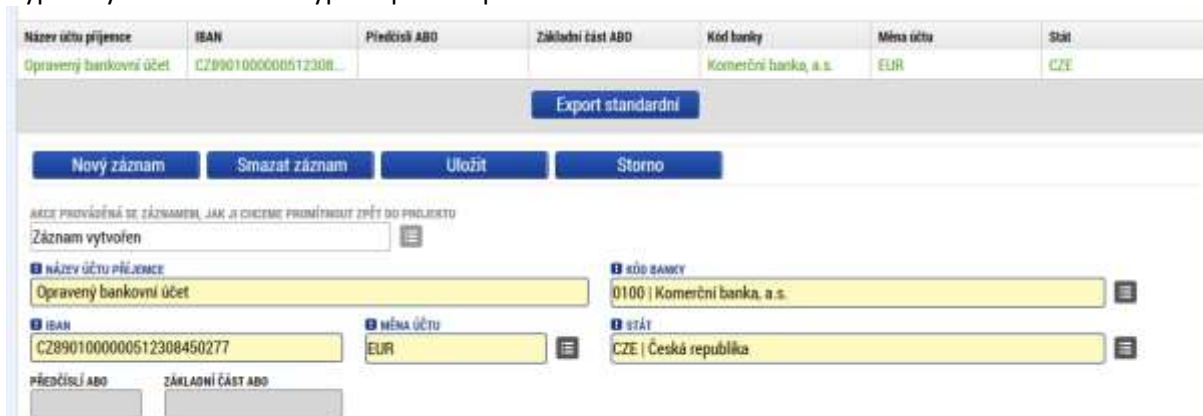 Název účtu příjemce IBAN Předčíslí ABO Základní část ABO Kód banky Měna účtu Stát
Opravený bankovní účet CZ8901000000512308... Komerční banka, a.s. EUR CZE
Export standardní
Nový záznam Smazat záznam Uložit Storno
AKCE PROVÁDĚNÁ SE ZÁZNAMEM, JAK JI CHCEME PROMÍTNOUT ZPĚT DO PROJEKTU
Záznam vytvořen
NÁZEV ÚČTU PŘÍJEMCE KÓD BANKY
Opravený bankovní účet 0100 | Komerční banka, a.s.
IBAN MĚNA ÚČTU STÁT
CZ8901000000512308450277 EUR CZE | Česká republika
PŘEDČÍSLÍ ABO ZÁKLADNÍ ČÁST ABO